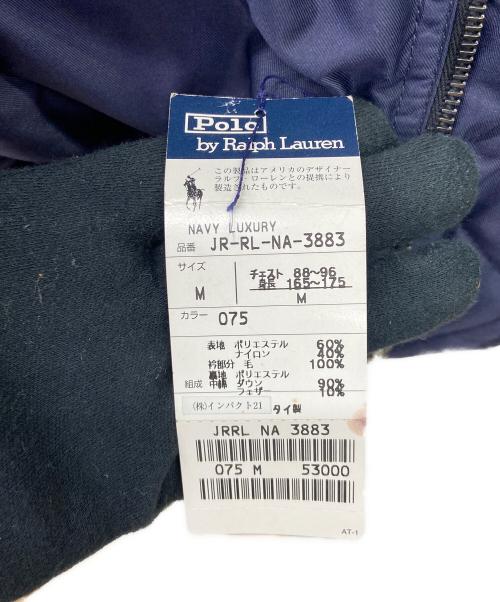 Polo
by Ralph Lauren
この製品はアメリカのデザイナー
ラルフ・ローレンとの提携により
製造されたものです。
NAVY LUXURY
品番 JR-RL-NA-3883
サイズ
M
チェスト 88~96
身長 165~175
M
カラー 075
表地 ポリエステル 60%
ナイロン 40%
衿部分 毛 100%
裏地 ポリエステル
組成 中綿 ダウン 90%
フェザー 10%
(株)インパクト21
タイ製
JRRL NA 3883
075 M 53000
AT-1